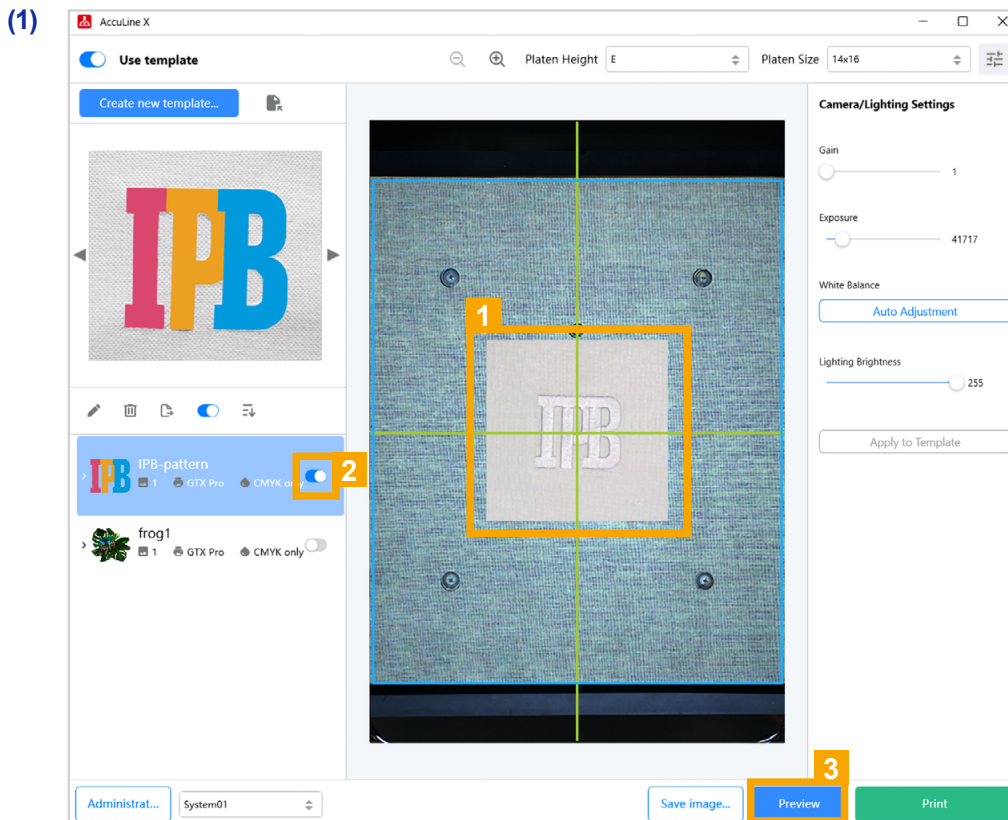 (1)
AccuLine X
Use template
Platen Height E
Platen Size 14x16
Create new template...
Camera/Lighting Settings
IPB
Gain
1
Exposure
41717
White Balance
Auto Adjustment
1
Lighting Brightness
255
IPB
Apply to Template
IPB
IPB-pattern
1 GTX Pro CMYK only
2
frog1
1 GTX Pro CMYK only
3
Administrat...
System01
Save image...
Preview
Print